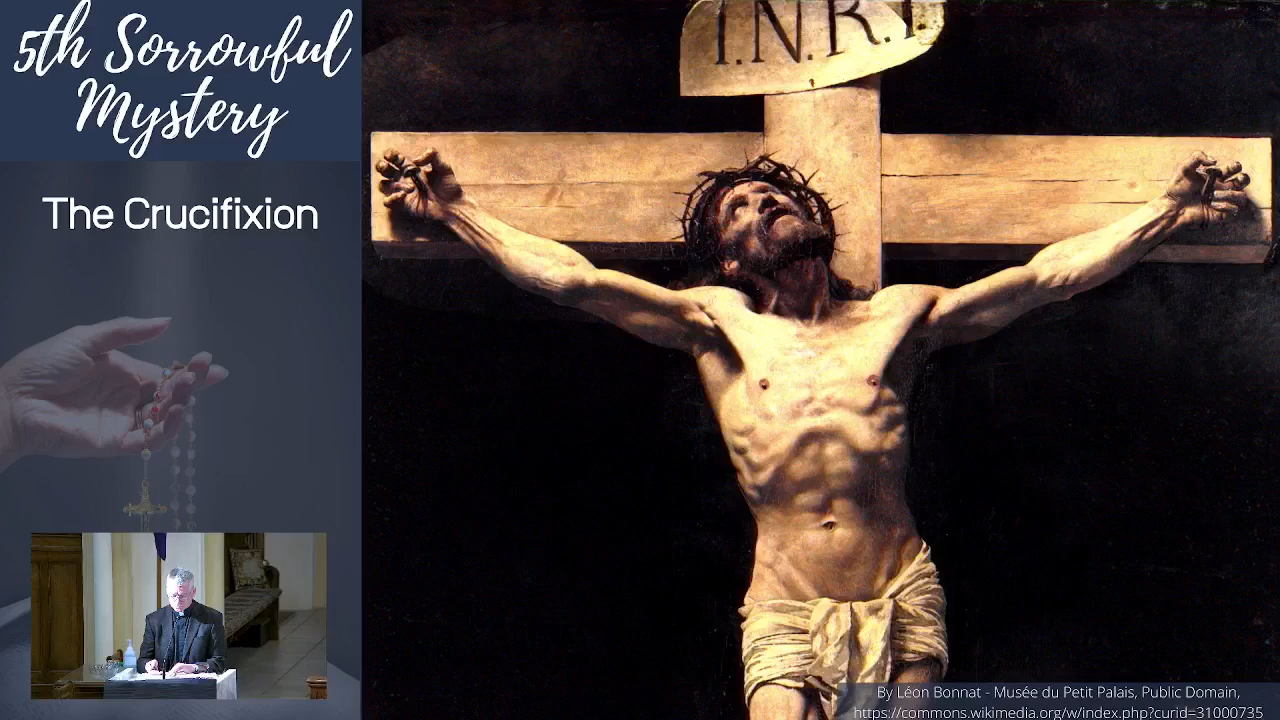 5th Sorrowful
Mystery
The Crucifixion
I.N.R.I.
By Léon Bonnat - Musée du Petit Palais, Public Domain,
https://commons.wikimedia.org/w/index.php?curid=31000735